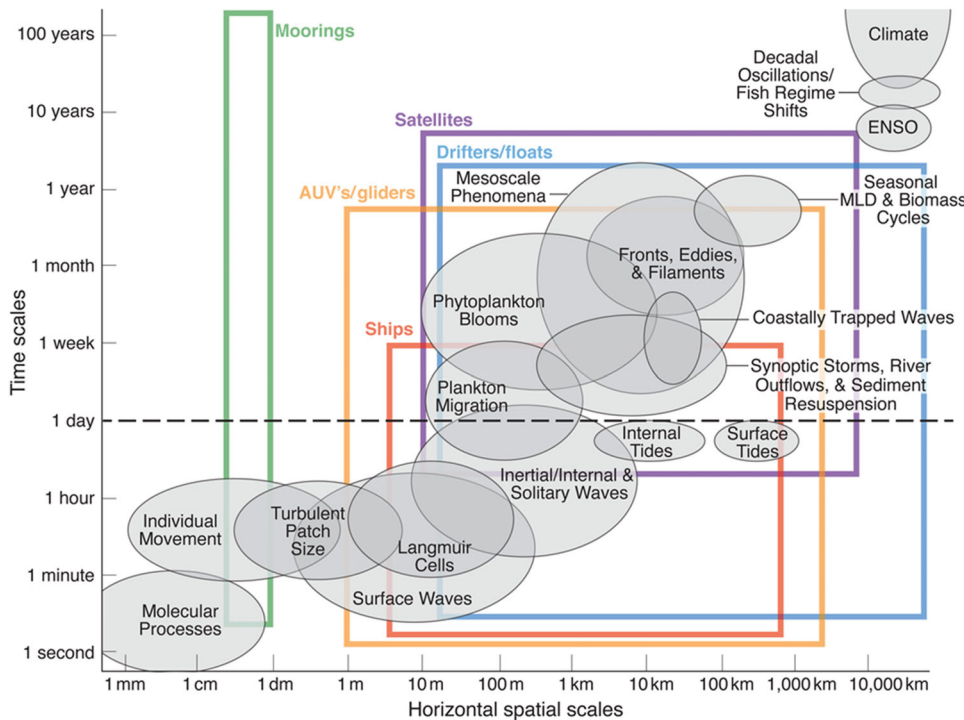 100 years
10 years
1 year
1 month
1 week
1 day
1 hour
1 minute
1 second
Time scales
Moorings
Climate
Decadal
Oscillations/
Fish Regime
Shifts
ENSO
Satellites
Drifters/floats
Mesoscale
Phenomena
AUV's/gliders
Seasonal
MLD & Biomass
Cycles
Fronts, Eddies,
& Filaments
Phytoplankton
Blooms
Coastally Trapped Waves
Ships
Synoptic Storms, River
Outflows, & Sediment
Resuspension
Plankton
Migration
Internal
Tides
Surface
Tides
Inertial/Internal &
Solitary Waves
Individual
Movement
Turbulent
Patch
Size
Langmuir
Cells
Surface Waves
Molecular
Processes
1 mm
1 cm
1 dm
1 m
10 m
100 m
1 km
10 km
100 km
1,000 km
10,000 km
Horizontal spatial scales